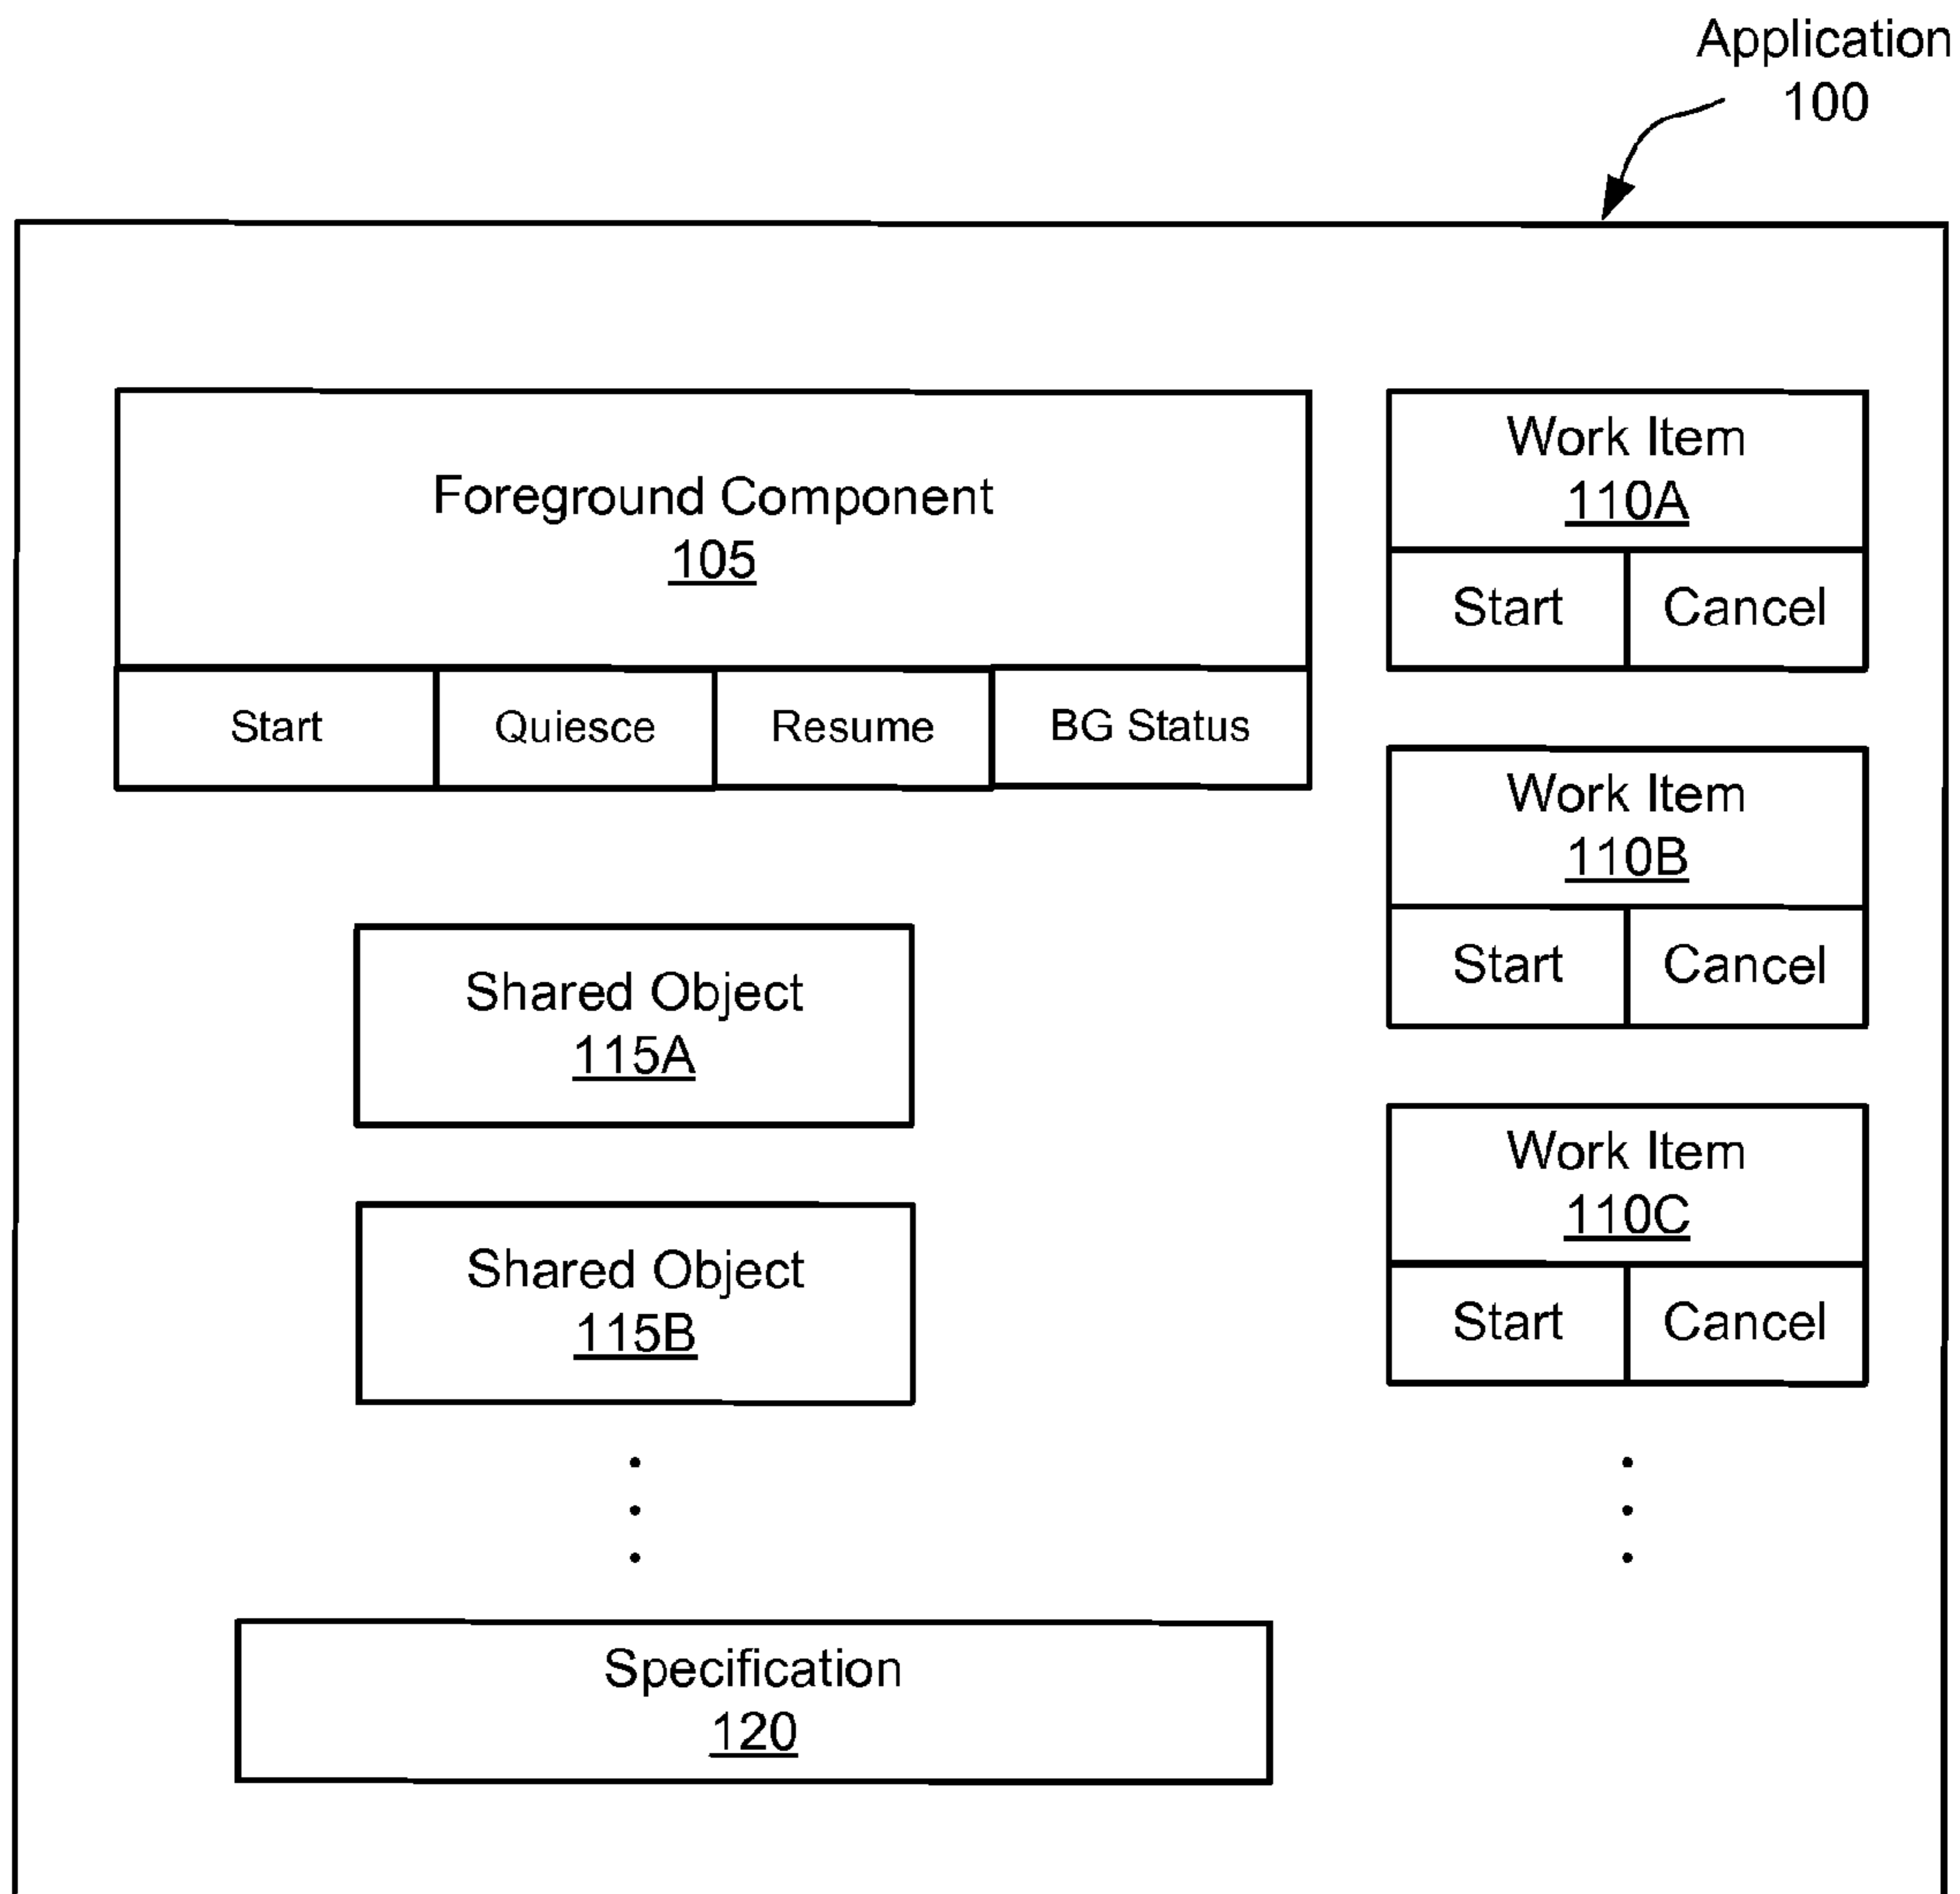 Application
100
Foreground Component
105
Start
Quiesce
Resume
BG Status
Work Item
110A
Start
Cancel
Work Item
110B
Start
Cancel
Work Item
110C
Start
Cancel
Shared Object
115A
Shared Object
115B
Specification
120